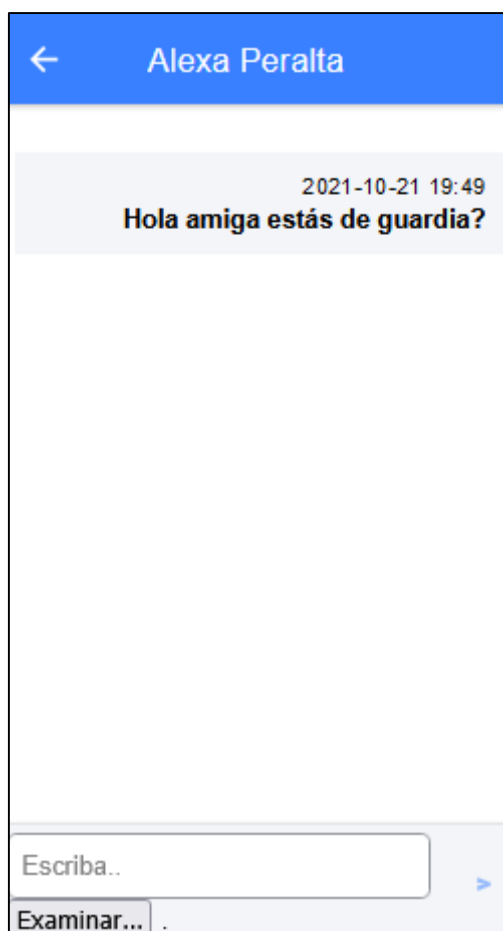 ← Alexa Peralta
2021-10-21 19:49
Hola amiga estás de guardia?
Escriba..
>
Examinar... .